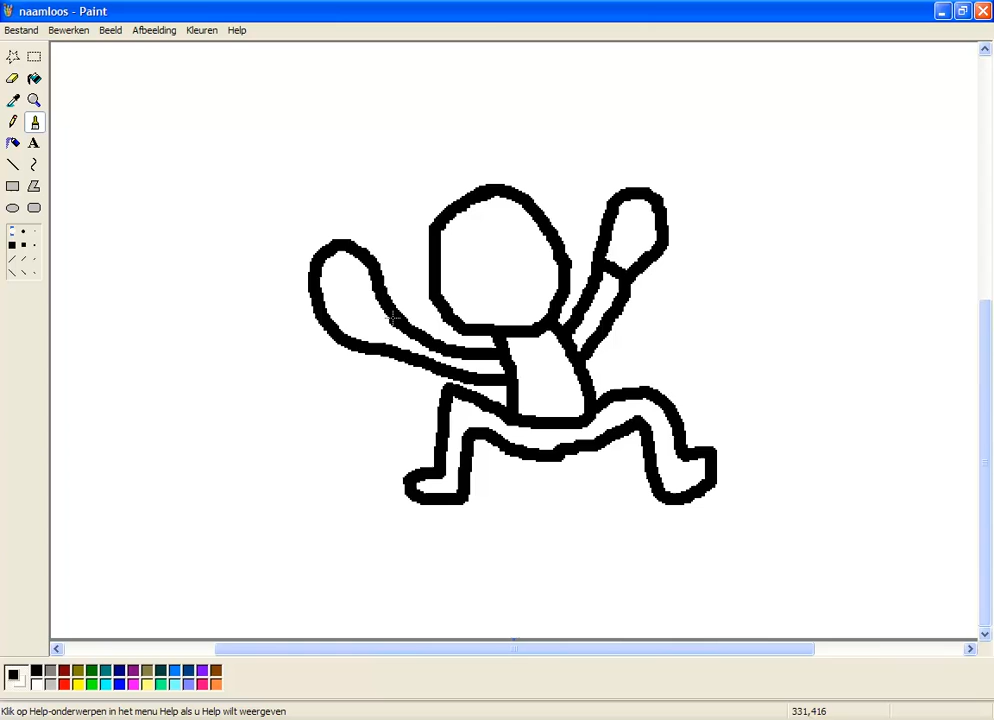 naamloos - Paint
Bestand Bewerken Beeld Afbeelding Kleuren Help
A
Klik op Help-onderwerpen in het menu Help als u Help wilt weergeven 331,416